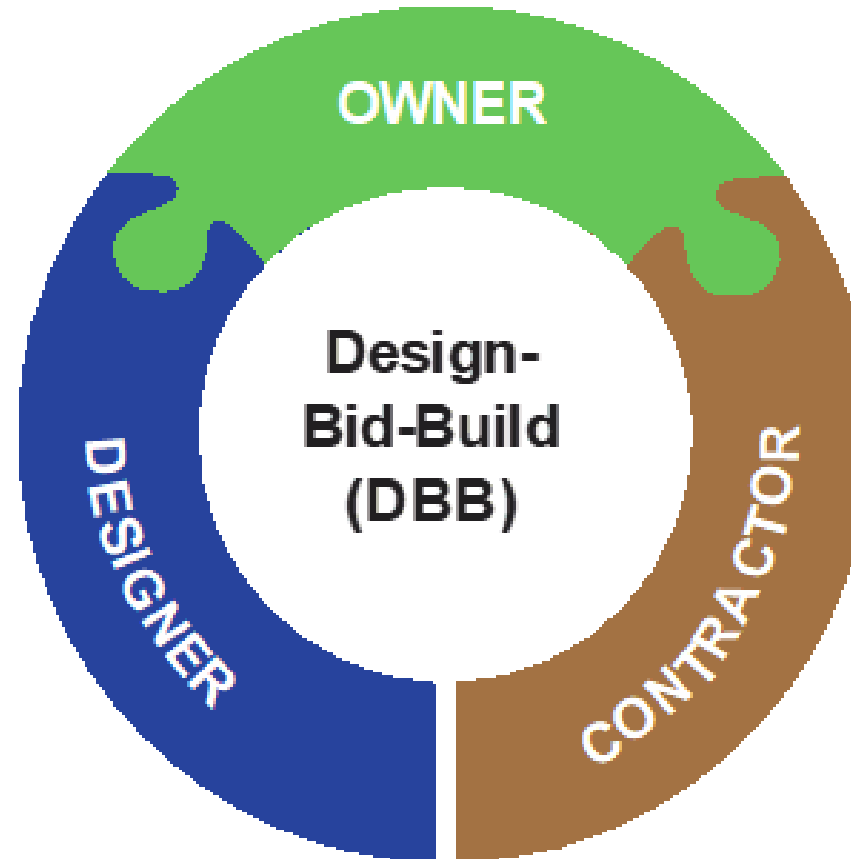 OWNER
Design-
Bid-Build
(DBB)
DESIGNER
CONTRACTOR